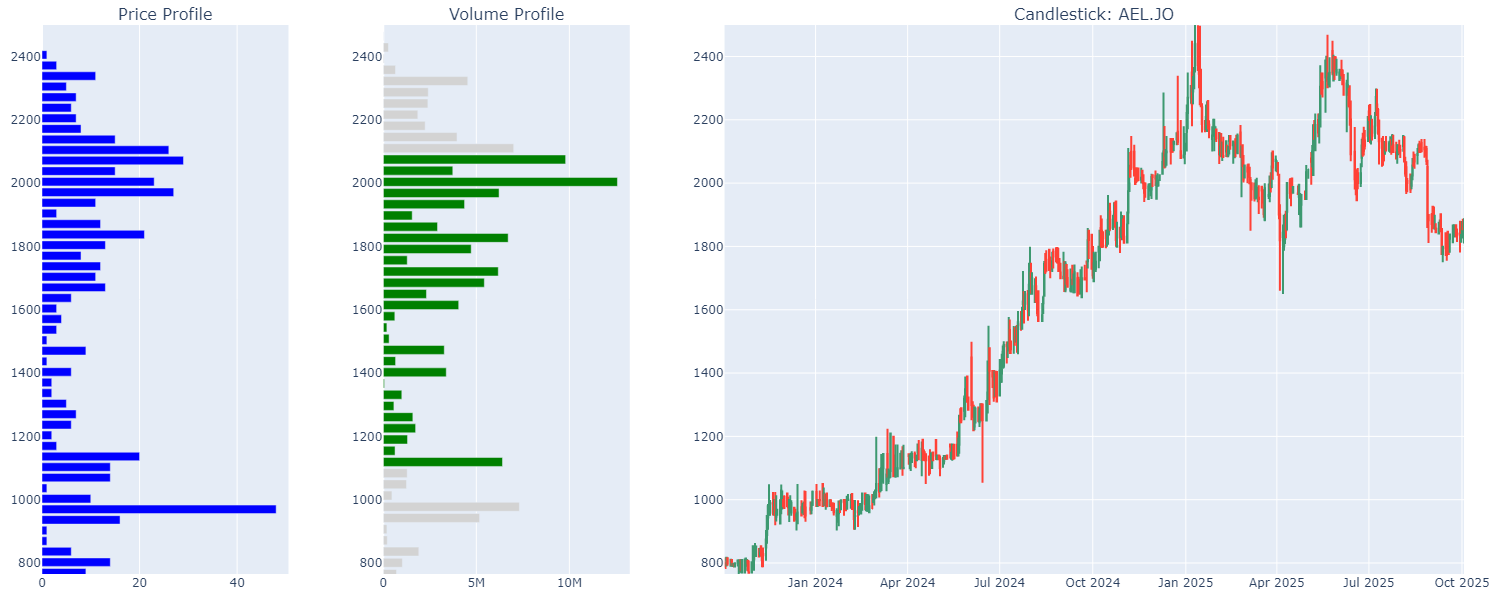 Price Profile
Volume Profile
Candlestick: AEL.JO
2400
2200
2000
1800
1600
1400
1200
1000
800
0
20
40
2400
2200
2000
1800
1600
1400
1200
1000
800
0
5M
10M
2400
2200
2000
1800
1600
1400
1200
1000
800
Jan 2024
Apr 2024
Jul 2024
Oct 2024
Jan 2025
Apr 2025
Jul 2025
Oct 2025